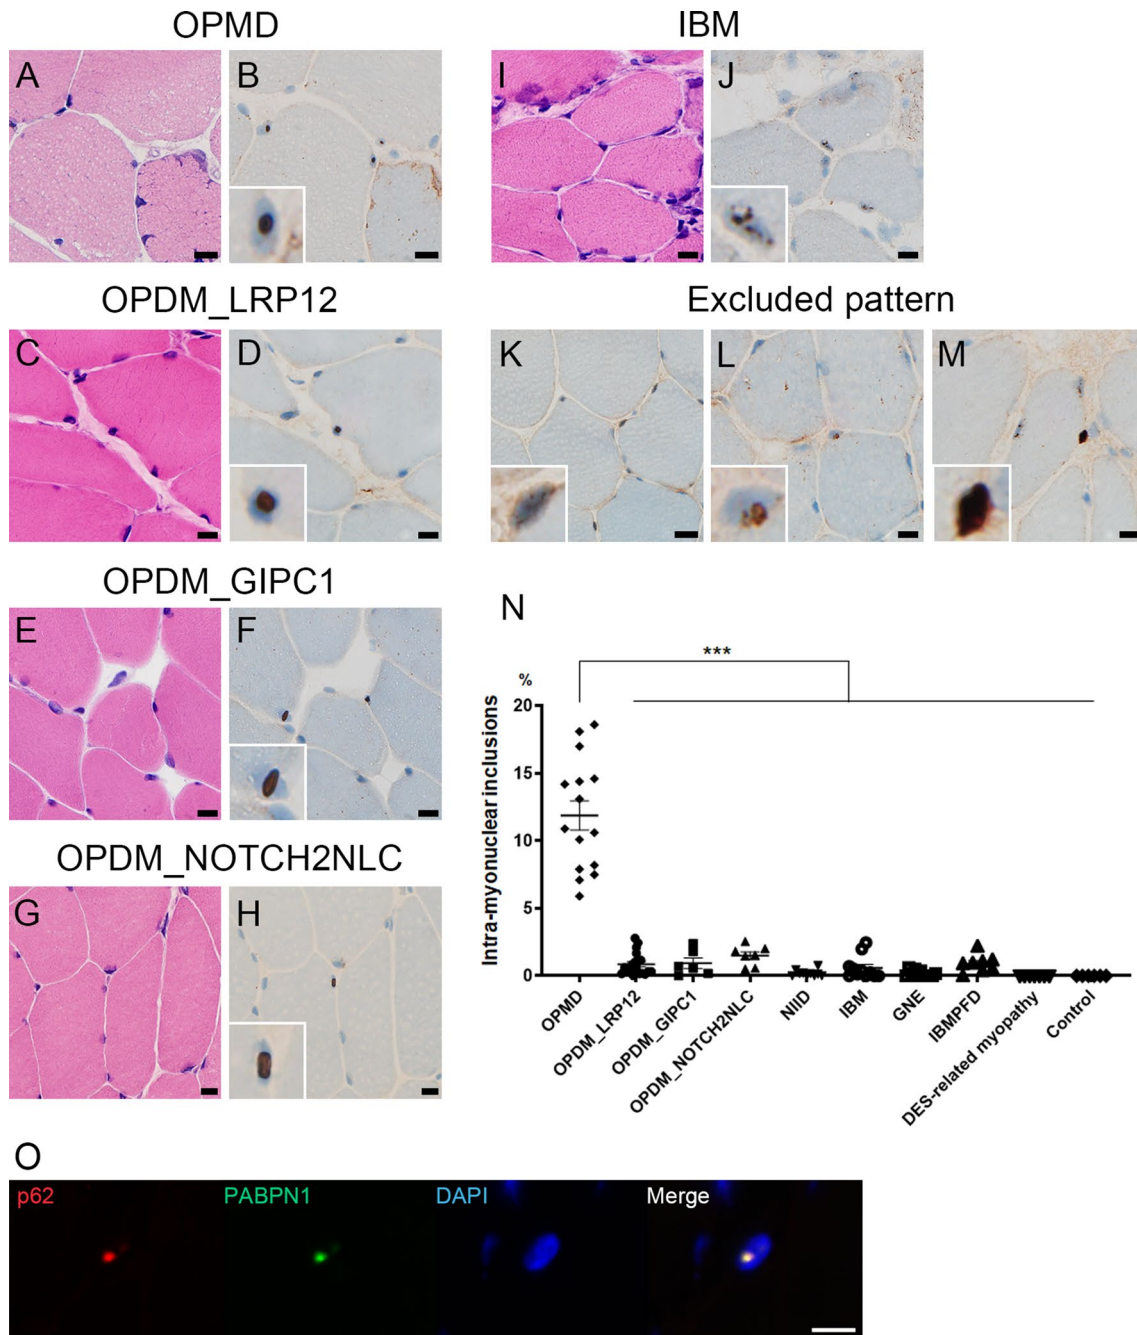 OPMD
IBM
A
B
I
J
OPDM_LRP12
Excluded pattern
C
D
K
L
M
OPDM_GIPC1
E
F
N
***
%
20
15
10
5
0
Intra-myonuclear inclusions
OPMD
OPDM_LRP12
OPDM_GIPC1
OPDM_NOTCH2NLC
NIID
IBM
GNE
IBMPFD
DES-related myopathy
Control
OPDM_NOTCH2NLC
G
H
O
p62
PABPN1
DAPI
Merge